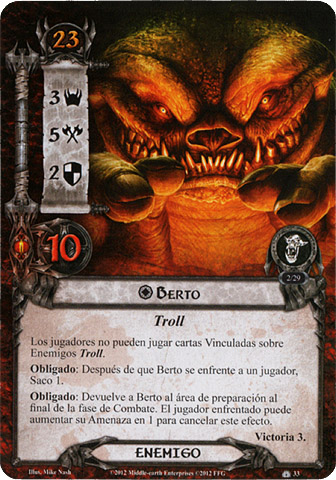 23
3
5
2
10
2/29
Berto
Troll
Los jugadores no pueden jugar cartas Vinculadas sobre
Enemigos Troll.
Obligado: Después de que Berto se enfrente a un jugador,
Saco 1.
Obligado: Devuelve a Berto al área de preparación al
final de la fase de Combate. El jugador enfrentado puede
aumentar su Amenaza en 1 para cancelar este efecto.
Victoria 3.
ENEMIGO
Illus. Mike Nash
©2012 Middle-earth Enterprises ©2012 FFG
33